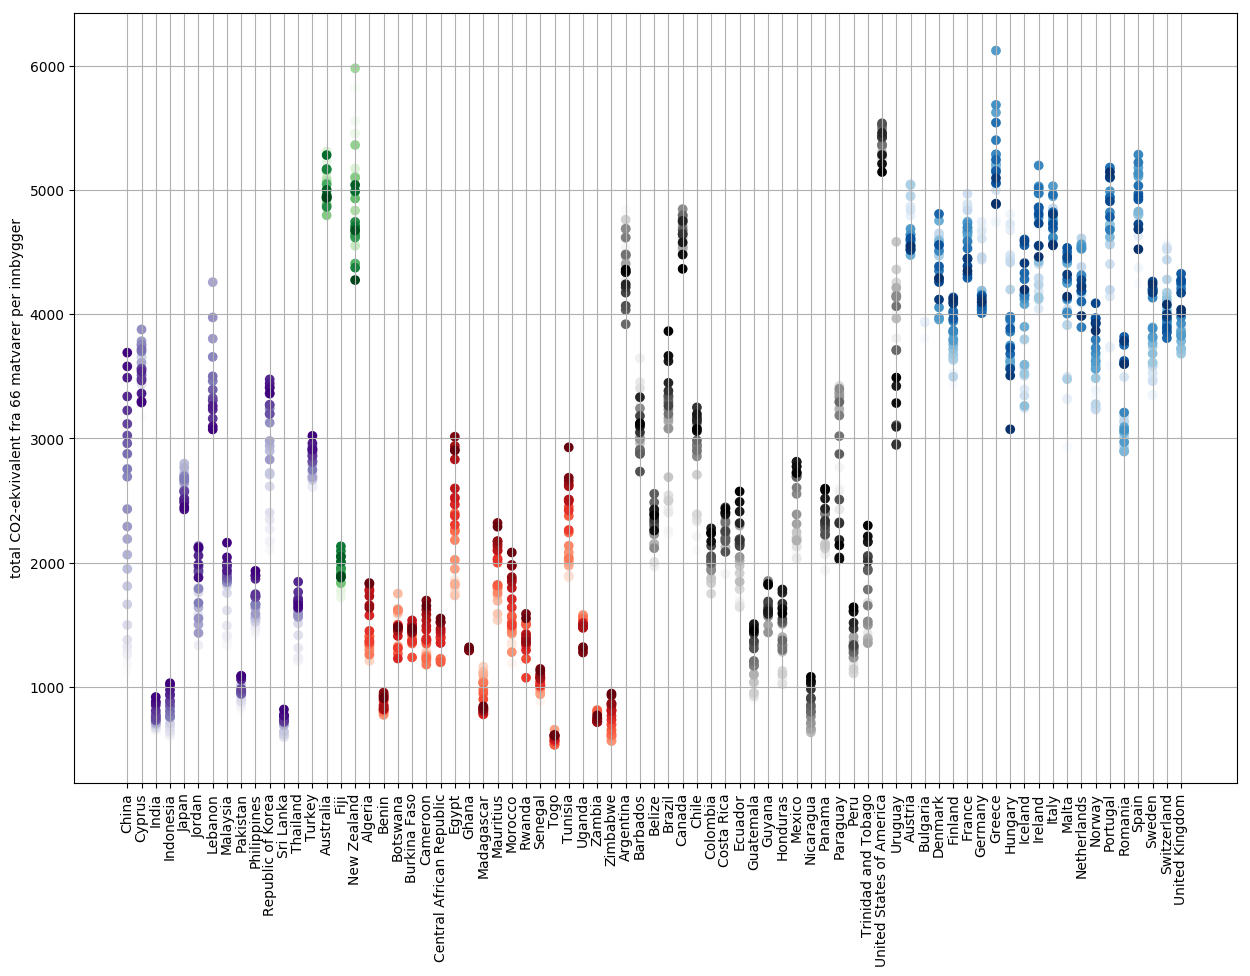 total CO2-ekvivalent fra 66 matvarer per innbygger
6000
5000
4000
3000
2000
1000
China
Cyprus
India
Indonesia
Japan
Jordan
Lebanon
Malaysia
Pakistan
Philippines
Republic of Korea
Sri Lanka
Thailand
Turkey
Australia
Fiji
New Zealand
Algeria
Benin
Botswana
Burkina Faso
Cameroon
Central African Republic
Egypt
Ghana
Madagascar
Mauritius
Morocco
Rwanda
Senegal
Togo
Tunisia
Uganda
Zambia
Zimbabwe
Argentina
Barbados
Belize
Brazil
Canada
Chile
Colombia
Costa Rica
Ecuador
Guatemala
Guyana
Honduras
Mexico
Nicaragua
Panama
Paraguay
Peru
Trinidad and Tobago
United States of America
Uruguay
Austria
Bulgaria
Denmark
Finland
France
Germany
Greece
Hungary
Iceland
Ireland
Italy
Malta
Netherlands
Norway
Portugal
Romania
Spain
Sweden
Switzerland
United Kingdom